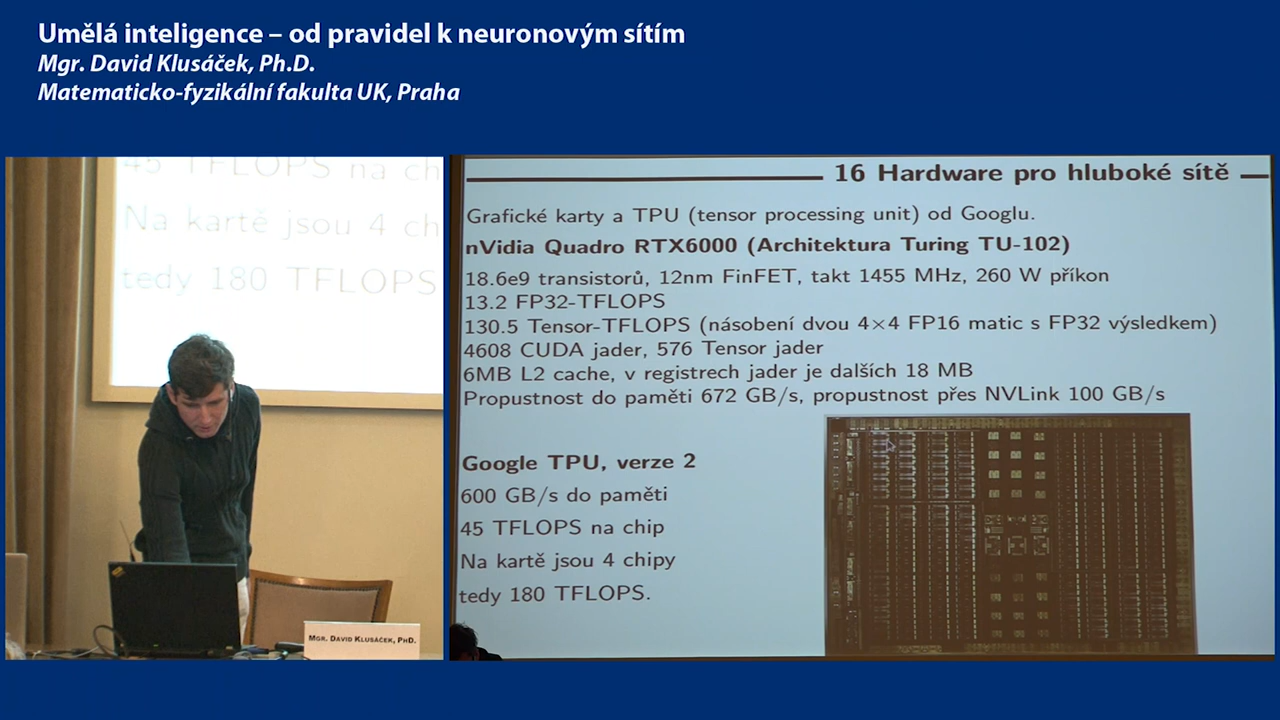 Umělá inteligence – od pravidel k neuronovým sítím
Mgr. David Klusáček, Ph.D.
Matematicko-fyzikální fakulta UK, Praha
45 TFLOPS na ch
Na kartě jsou 4 ch
tedy 180 TFLOPS
MGR. DAVID KLUSÁČEK, PHD.
16 Hardware pro hluboké sítě
Grafické karty a TPU (tensor processing unit) od Googlu.
nVidia Quadro RTX6000 (Architektura Turing TU-102)
18.6e9 transistorů, 12nm FinFET, takt 1455 MHz, 260 W příkon
13.2 FP32-TFLOPS
130.5 Tensor-TFLOPS (násobení dvou 4×4 FP16 matic s FP32 výsledkem)
4608 CUDA jader, 576 Tensor jader
6MB L2 cache, v registrech jader je dalších 18 MB
Propustnost do paměti 672 GB/s, propustnost přes NVLink 100 GB/s
Google TPU, verze 2
600 GB/s do paměti
45 TFLOPS na chip
Na kartě jsou 4 chipy
tedy 180 TFLOPS.